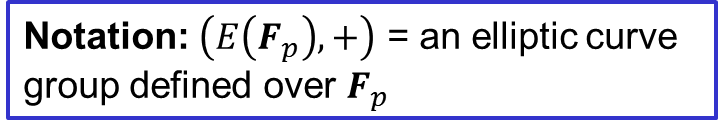 Notation: (E(F_p), +) = an elliptic curve
group defined over F_p